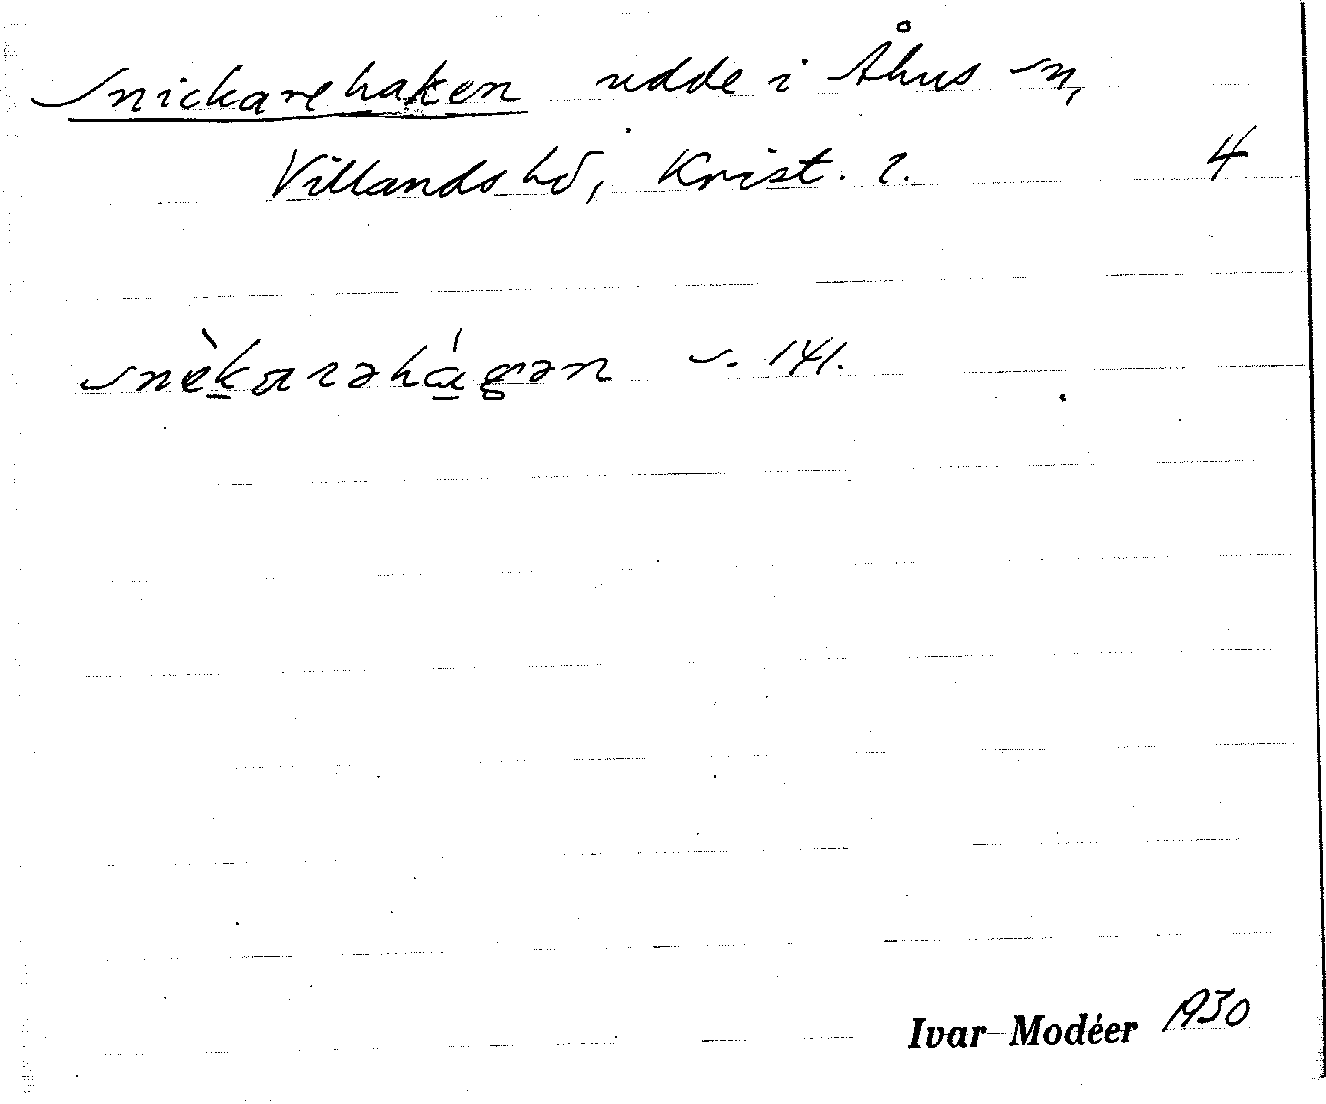 Snickarehaken udde i Åhus sn,
Villands hd, Krist. l. 4
snèkarəhágən s. 141.
Ivar Modéer 1930